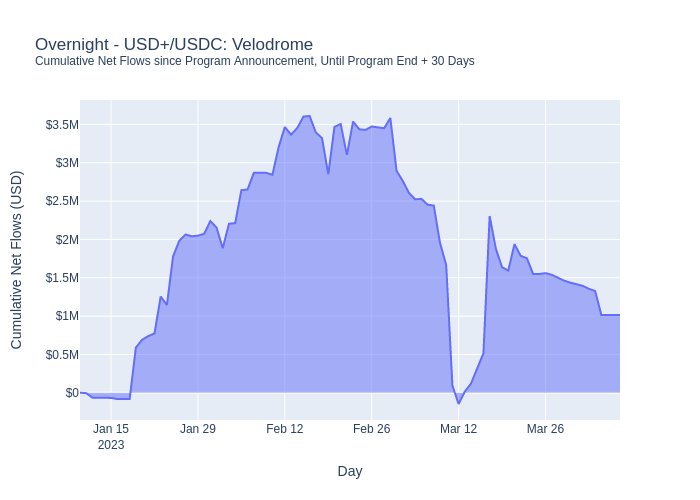 Overnight - USD+/USDC: Velodrome
Cumulative Net Flows since Program Announcement, Until Program End + 30 Days
Cumulative Net Flows (USD)
$3.5M
$3M
$2.5M
$2M
$1.5M
$1M
$0.5M
$0
Jan 15
2023
Jan 29
Feb 12
Feb 26
Mar 12
Mar 26
Day